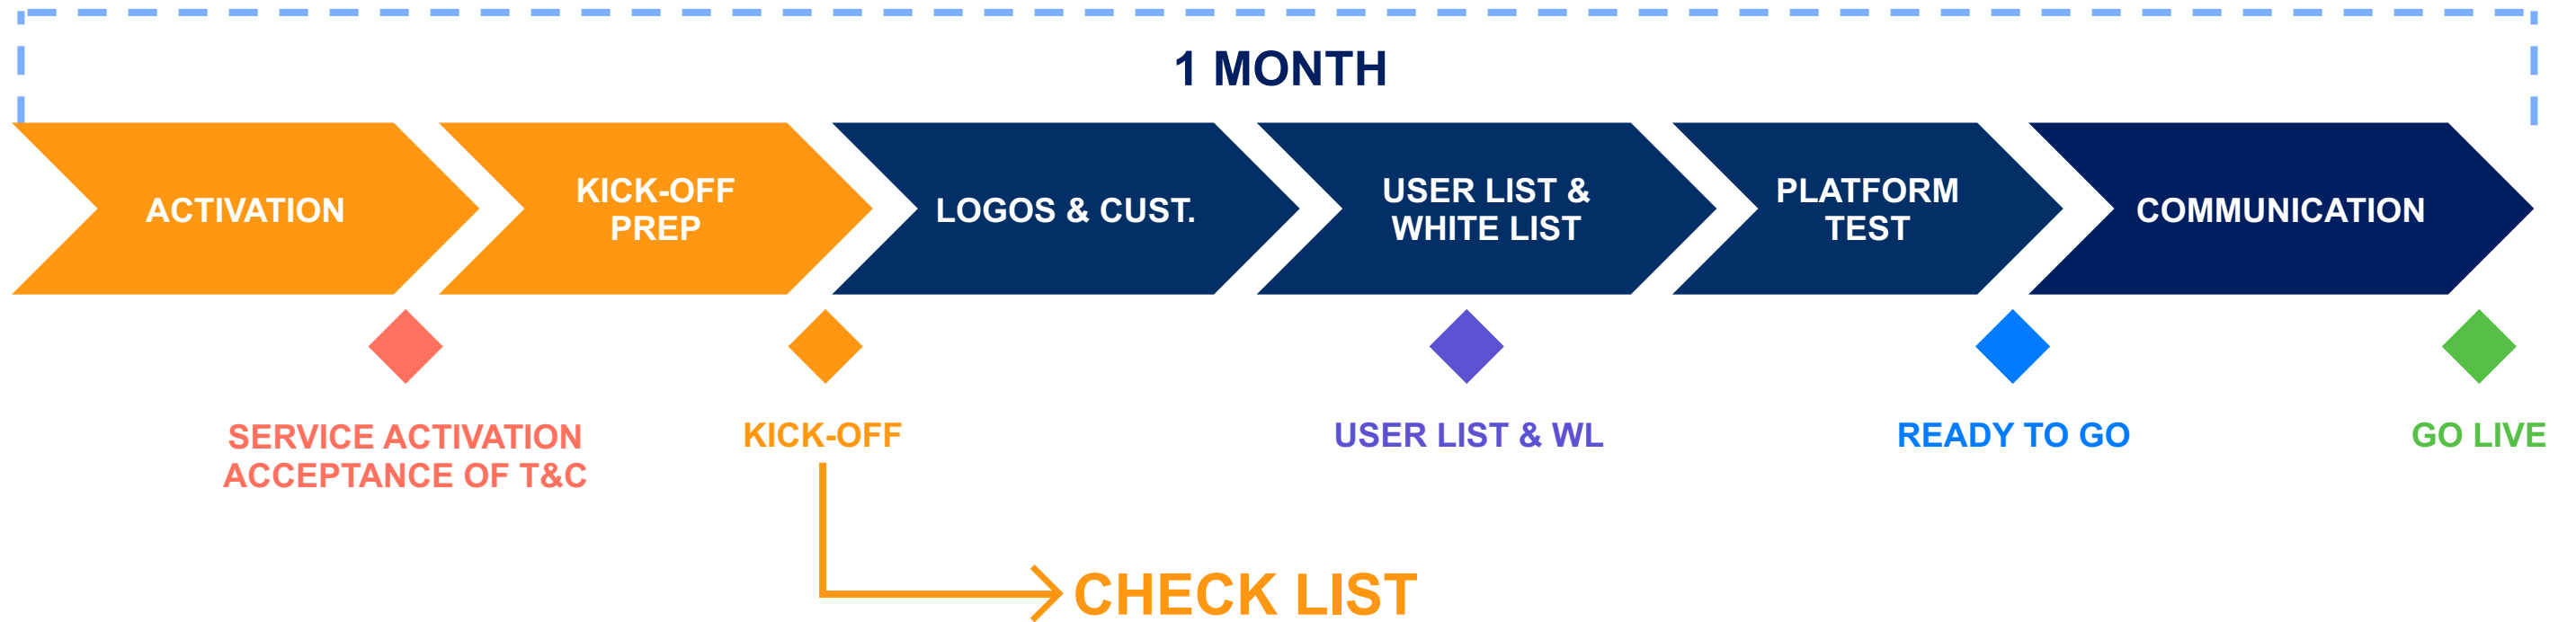 1 MONTH
ACTIVATION
KICK-OFF
PREP
LOGOS & CUST.
USER LIST &
WHITE LIST
PLATFORM
TEST
COMMUNICATION
SERVICE ACTIVATION
ACCEPTANCE OF T&C
KICK-OFF
USER LIST & WL
READY TO GO
GO LIVE
CHECK LIST